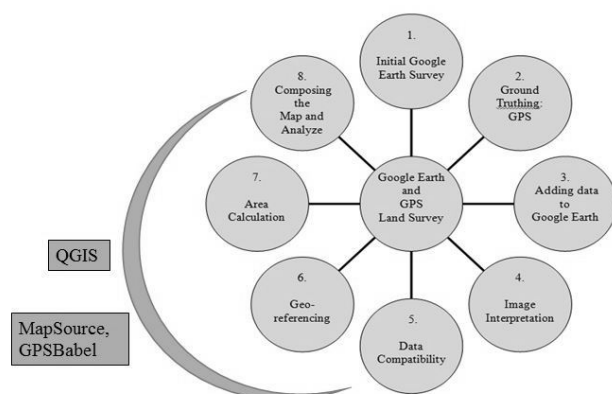 1.
Initial Google
Earth Survey
2.
Ground
Truthing:
GPS
3.
Adding data
to
Google Earth
4.
Image
Interpretation
5.
Data
Compatibility
6.
Geo-
referencing
7.
Area
Calculation
8.
Composing
the
Map and
Analyze
Google Earth
and
GPS
Land Survey
QGIS
MapSource,
GPSBabel